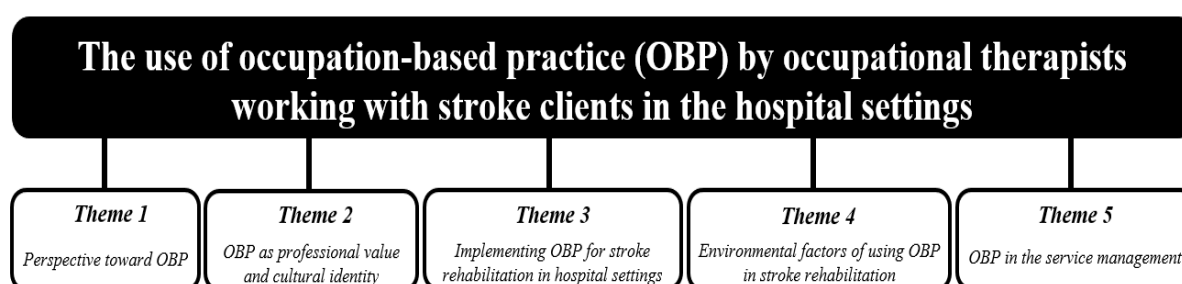 The use of occupation-based practice (OBP) by occupational therapists
working with stroke clients in the hospital settings
Theme 1
Perspective toward OBP
Theme 2
OBP as professional value
and cultural identity
Theme 3
Implementing OBP for stroke
rehabilitation in hospital settings
Theme 4
Environmental factors of using OBP
in stroke rehabilitation
Theme 5
OBP in the service management